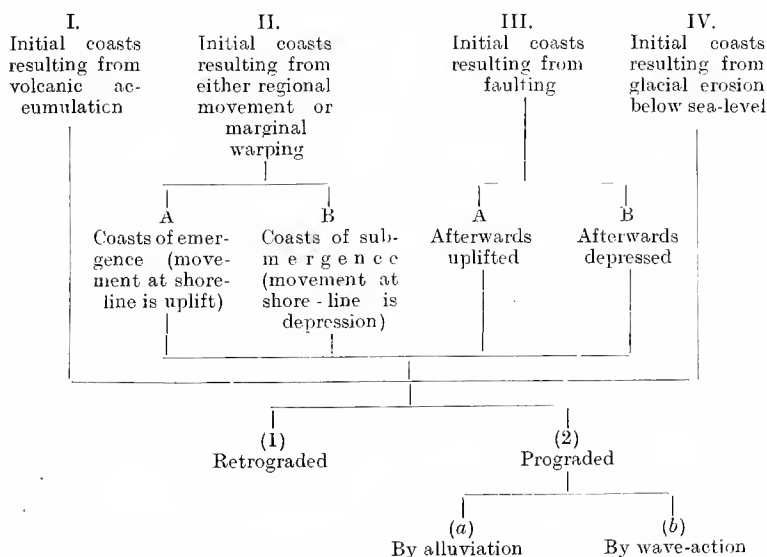 I.
Initial coasts
resulting from
volcanic ac-
eumulation
II.
Initial coasts
resulting from
either regional
movement or
marginal
warping
III.
Initial coasts
resulting from
faulting
IV.
Initial coasts
resulting from
glacial erosion
below sea-level
A
Coasts of emer-
gence (move-
ment at shore-
line is uplift)
B
Coasts of sub-
mergence
(movement at
shore-line is
depression)
A
Afterwards
uplifted
B
Afterwards
depressed
(1)
Retrograded
(2)
Prograded
(a)
By alluviation
(b)
By wave-action